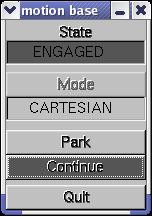 motion base
State
ENGAGED
Mode
CARTESIAN
Park
Continue
Quit